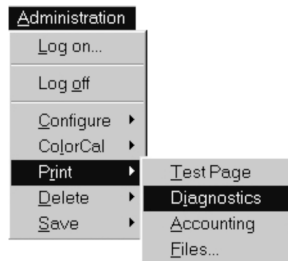 Administration
Log on...
Log off
Configure
ColorCal
Print
Delete
Save
Test Page
Diagnostics
Accounting
Files...